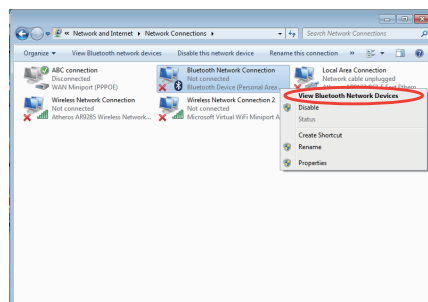 « Network and Internet ▸ Network Connections ▸
Search Network Connections
Organize ▾ View Bluetooth network devices Disable this network device Rename this connection »
ABC connection
Disconnected
WAN Miniport (PPPOE)
Bluetooth Network Connection
Not connected
Bluetooth Device (Personal Area ...
Local Area Connection
Network cable unplugged
Wireless Network Connection
Not connected
Atheros AR9285 Wireless Network...
Wireless Network Connection 2
Not connected
Microsoft Virtual WiFi Miniport A
View Bluetooth Network Devices
Disable
Status
Create Shortcut
Rename
Properties